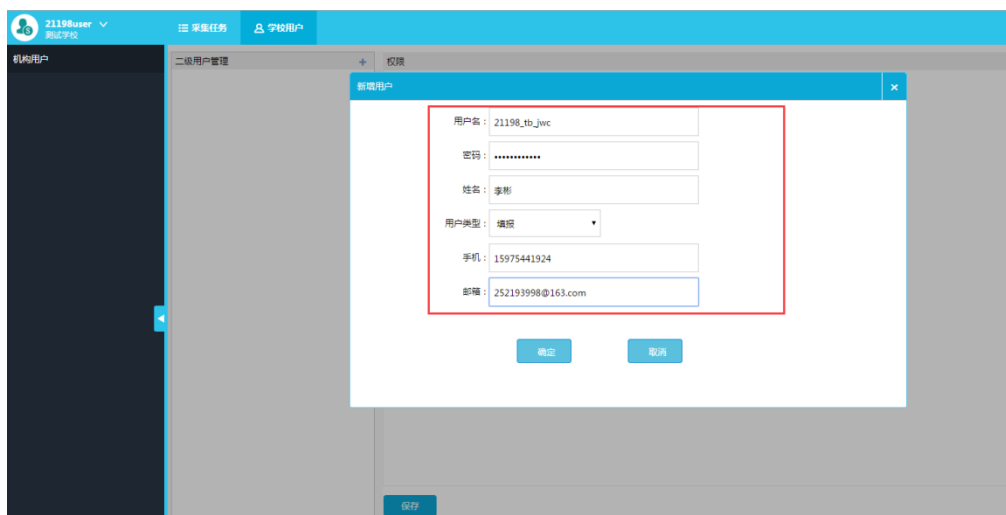 21198user
测试学校
采集任务
学校用户
机构用户
二级用户管理
权限
新增用户
用户名：21198_tb_jwc
密码：••••••••••••
姓名：李彬
用户类型：填报
手机：15975441924
邮箱：252193998@163.com
确定
取消
保存